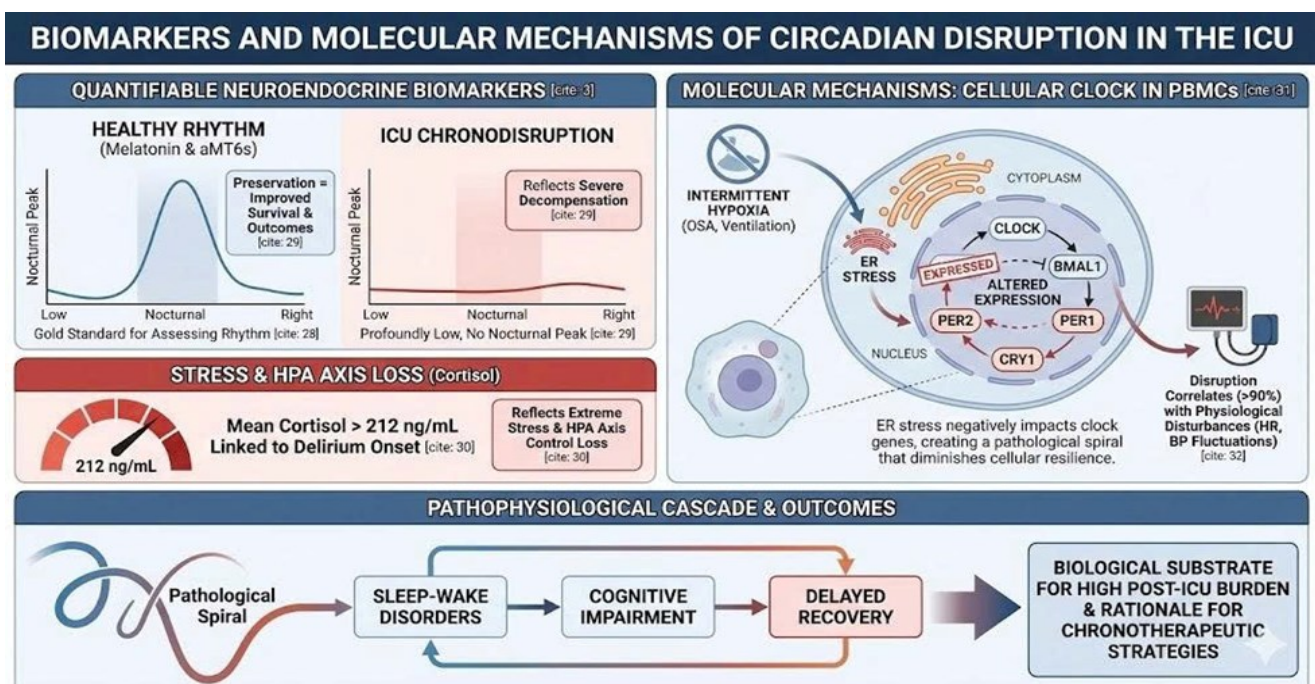 BIOMARKERS AND MOLECULAR MECHANISMS OF CIRCADIAN DISRUPTION IN THE ICU
QUANTIFIABLE NEUROENDOCRINE BIOMARKERS [cite: 3]
HEALTHY RHYTHM
(Melatonin & aMT6s)
Nocturnal Peak
Preservation =
Improved
Survival &
Outcomes
[cite: 29]
Low
Nocturnal
Right
Gold Standard for Assessing Rhythm [cite: 28]
ICU CHRONODISRUPTION
Nocturnal Peak
Reflects Severe
Decompensation
[cite: 29]
Low
Nocturnal
Right
Profoundly Low, No Nocturnal Peak [cite: 29]
STRESS & HPA AXIS LOSS (Cortisol)
212 ng/mL
Mean Cortisol > 212 ng/mL
Linked to Delirium Onset [cite: 30]
Reflects Extreme
Stress & HPA Axis
Control Loss
[cite: 30]
MOLECULAR MECHANISMS: CELLULAR CLOCK IN PBMCs [cite: 31]
INTERMITTENT
HYPOXIA
(OSA, Ventilation)
CYTOPLASM
ER
STRESS
CLOCK
EXPRESSED
BMAL1
ALTERED
EXPRESSION
PER2
PER1
CRY1
NUCLEUS
ER stress negatively impacts clock
genes, creating a pathological spiral
that diminishes cellular resilience.
Disruption
Correlates (>90%)
with Physiological
Disturbances (HR,
BP Fluctuations)
[cite: 32]
PATHOPHYSIOLOGICAL CASCADE & OUTCOMES
Pathological
Spiral
SLEEP-WAKE
DISORDERS
COGNITIVE
IMPAIRMENT
DELAYED
RECOVERY
BIOLOGICAL SUBSTRATE
FOR HIGH POST-ICU BURDEN
& RATIONALE FOR
CHRONOTHERAPEUTIC
STRATEGIES